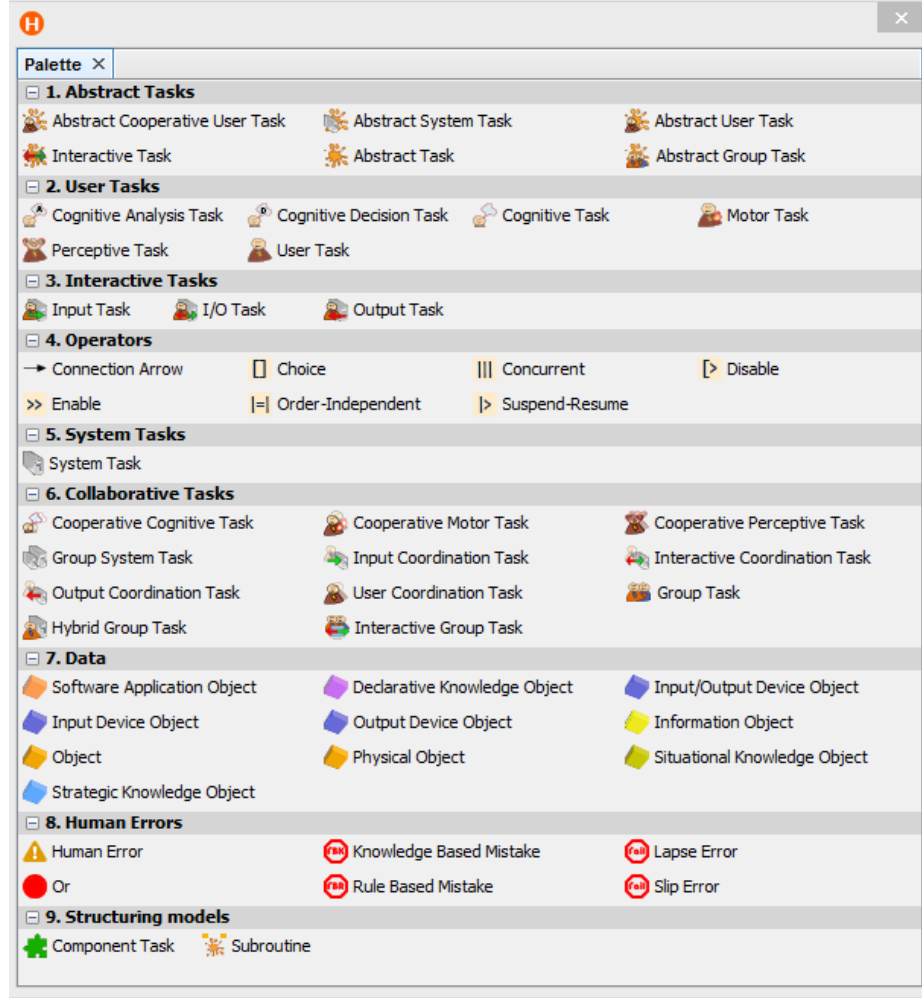 H
Palette ×
1. Abstract Tasks
Abstract Cooperative User Task Abstract System Task Abstract User Task
Interactive Task Abstract Task Abstract Group Task
2. User Tasks
Cognitive Analysis Task Cognitive Decision Task Cognitive Task Motor Task
Perceptive Task User Task
3. Interactive Tasks
Input Task I/O Task Output Task
4. Operators
Connection Arrow [] Choice ||| Concurrent [> Disable
>> Enable |=| Order-Independent |> Suspend-Resume
5. System Tasks
System Task
6. Collaborative Tasks
Cooperative Cognitive Task Cooperative Motor Task Cooperative Perceptive Task
Group System Task Input Coordination Task Interactive Coordination Task
Output Coordination Task User Coordination Task Group Task
Hybrid Group Task Interactive Group Task
7. Data
Software Application Object Declarative Knowledge Object Input/Output Device Object
Input Device Object Output Device Object Information Object
Object Physical Object Situational Knowledge Object
Strategic Knowledge Object
8. Human Errors
Human Error Knowledge Based Mistake Lapse Error
Or Rule Based Mistake Slip Error
9. Structuring models
Component Task Subroutine